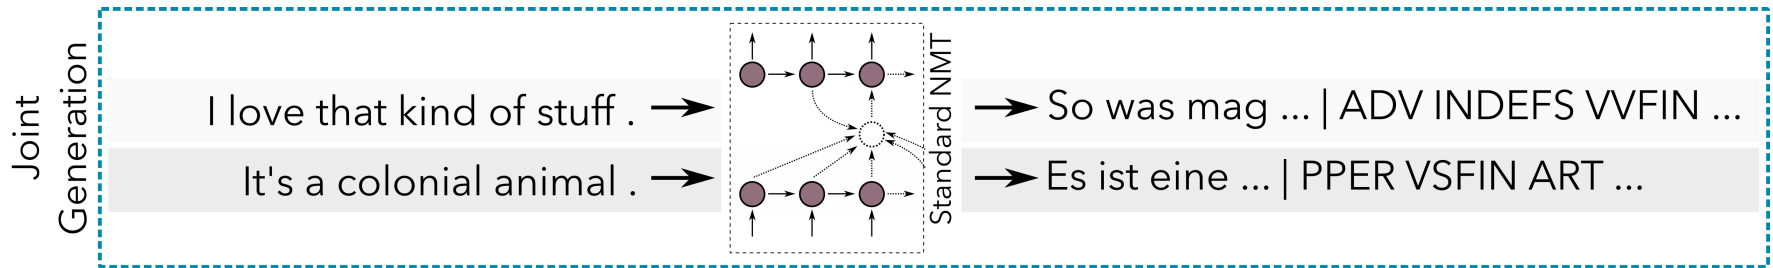 Joint
Generation
I love that kind of stuff .
It's a colonial animal .
Standard NMT
So was mag ... | ADV INDEFS VVFIN ...
Es ist eine ... | PPER VSFIN ART ...